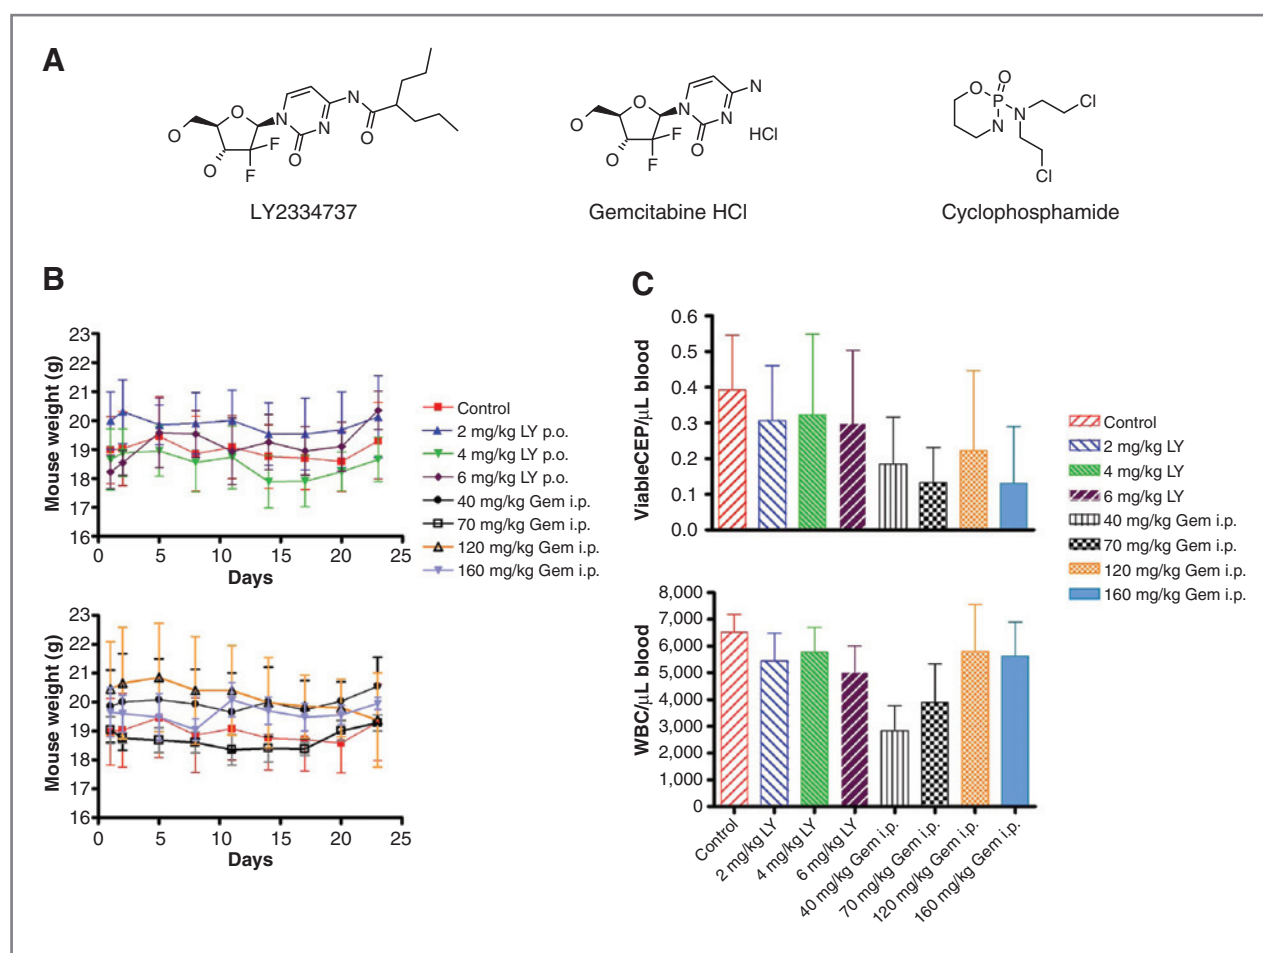 A
O
O
O
F
F
N
O
N
N
O
LY2334737
O
O
O
F
F
N
O
N
N
HCl
Gemcitabine HCl
O
O
P
N
N
Cl
Cl
Cyclophosphamide
B
Mouse weight (g)
23
22
21
20
19
18
17
16
0 5 10 15 20 25
Days
Control
2 mg/kg LY p.o.
4 mg/kg LY p.o.
6 mg/kg LY p.o.
40 mg/kg Gem i.p.
70 mg/kg Gem i.p.
120 mg/kg Gem i.p.
160 mg/kg Gem i.p.
Mouse weight (g)
23
22
21
20
19
18
17
16
0 5 10 15 20 25
Days
C
ViableCEP/µL blood
0.6
0.5
0.4
0.3
0.2
0.1
0.0
Control
2 mg/kg LY
4 mg/kg LY
6 mg/kg LY
40 mg/kg Gem i.p.
70 mg/kg Gem i.p.
120 mg/kg Gem i.p.
160 mg/kg Gem i.p.
WBC/µL blood
8,000
7,000
6,000
5,000
4,000
3,000
2,000
1,000
0
Control
2 mg/kg LY
4 mg/kg LY
6 mg/kg LY
40 mg/kg Gem i.p.
70 mg/kg Gem i.p.
120 mg/kg Gem i.p.
160 mg/kg Gem i.p.